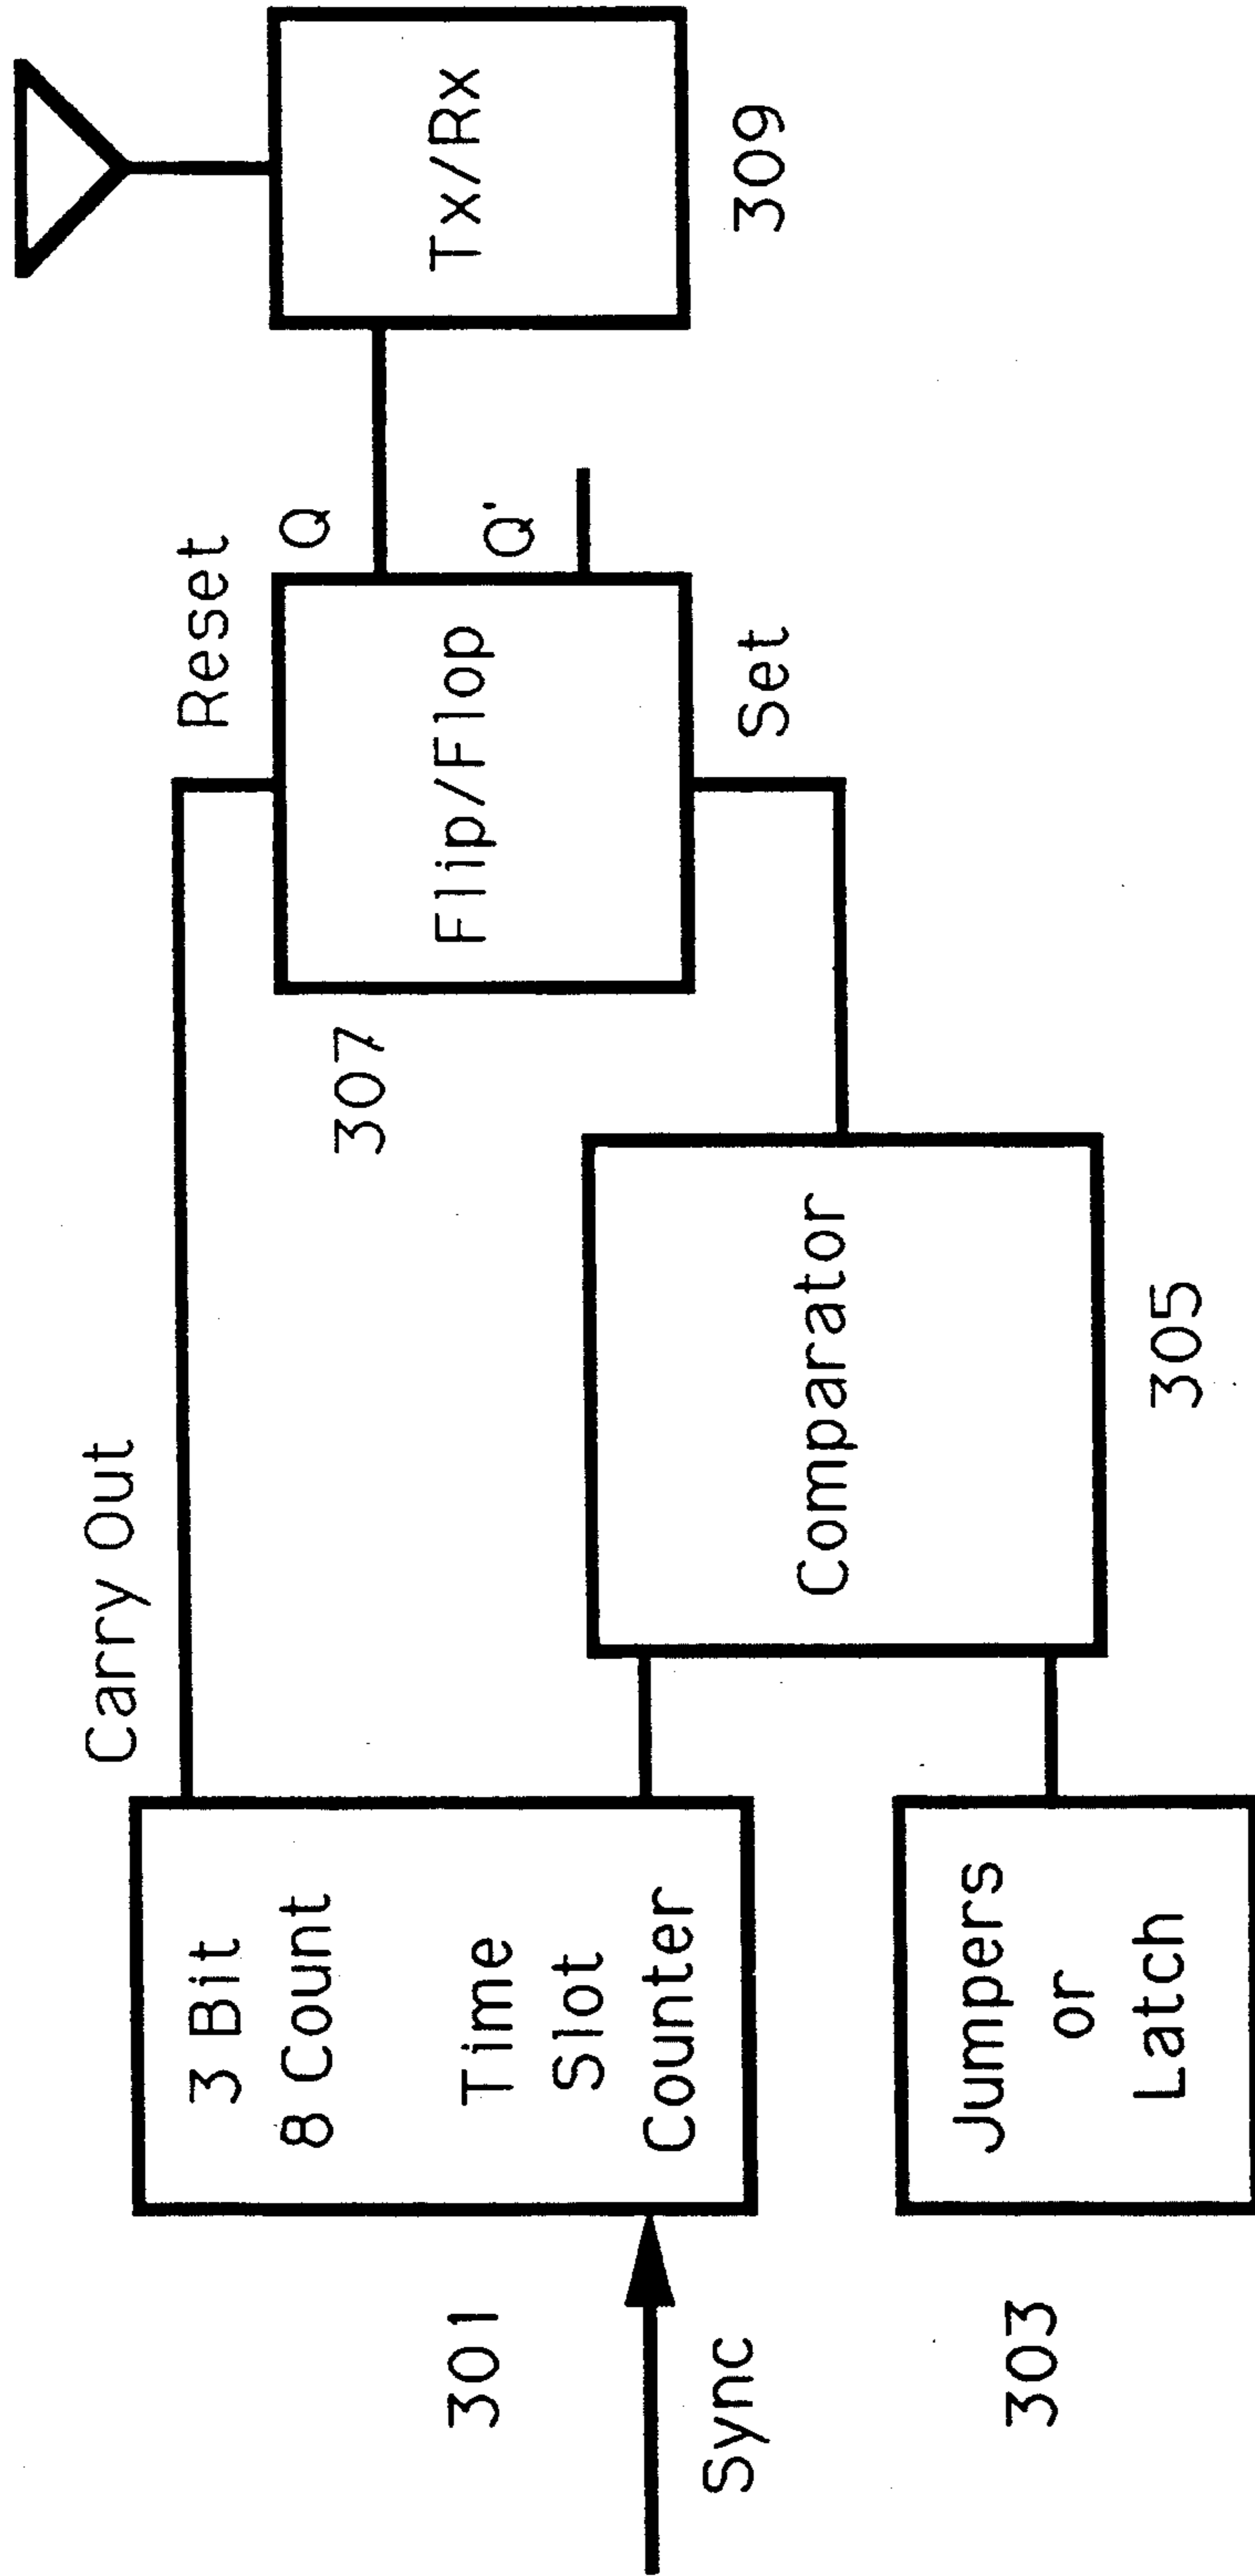 Carry Out
Reset
3 Bit
8 Count
Time
Slot
Counter
301
Sync
307
Flip/Flop
Q
Q'
Tx/Rx
309
Set
Comparator
305
Jumpers
or
Latch
303